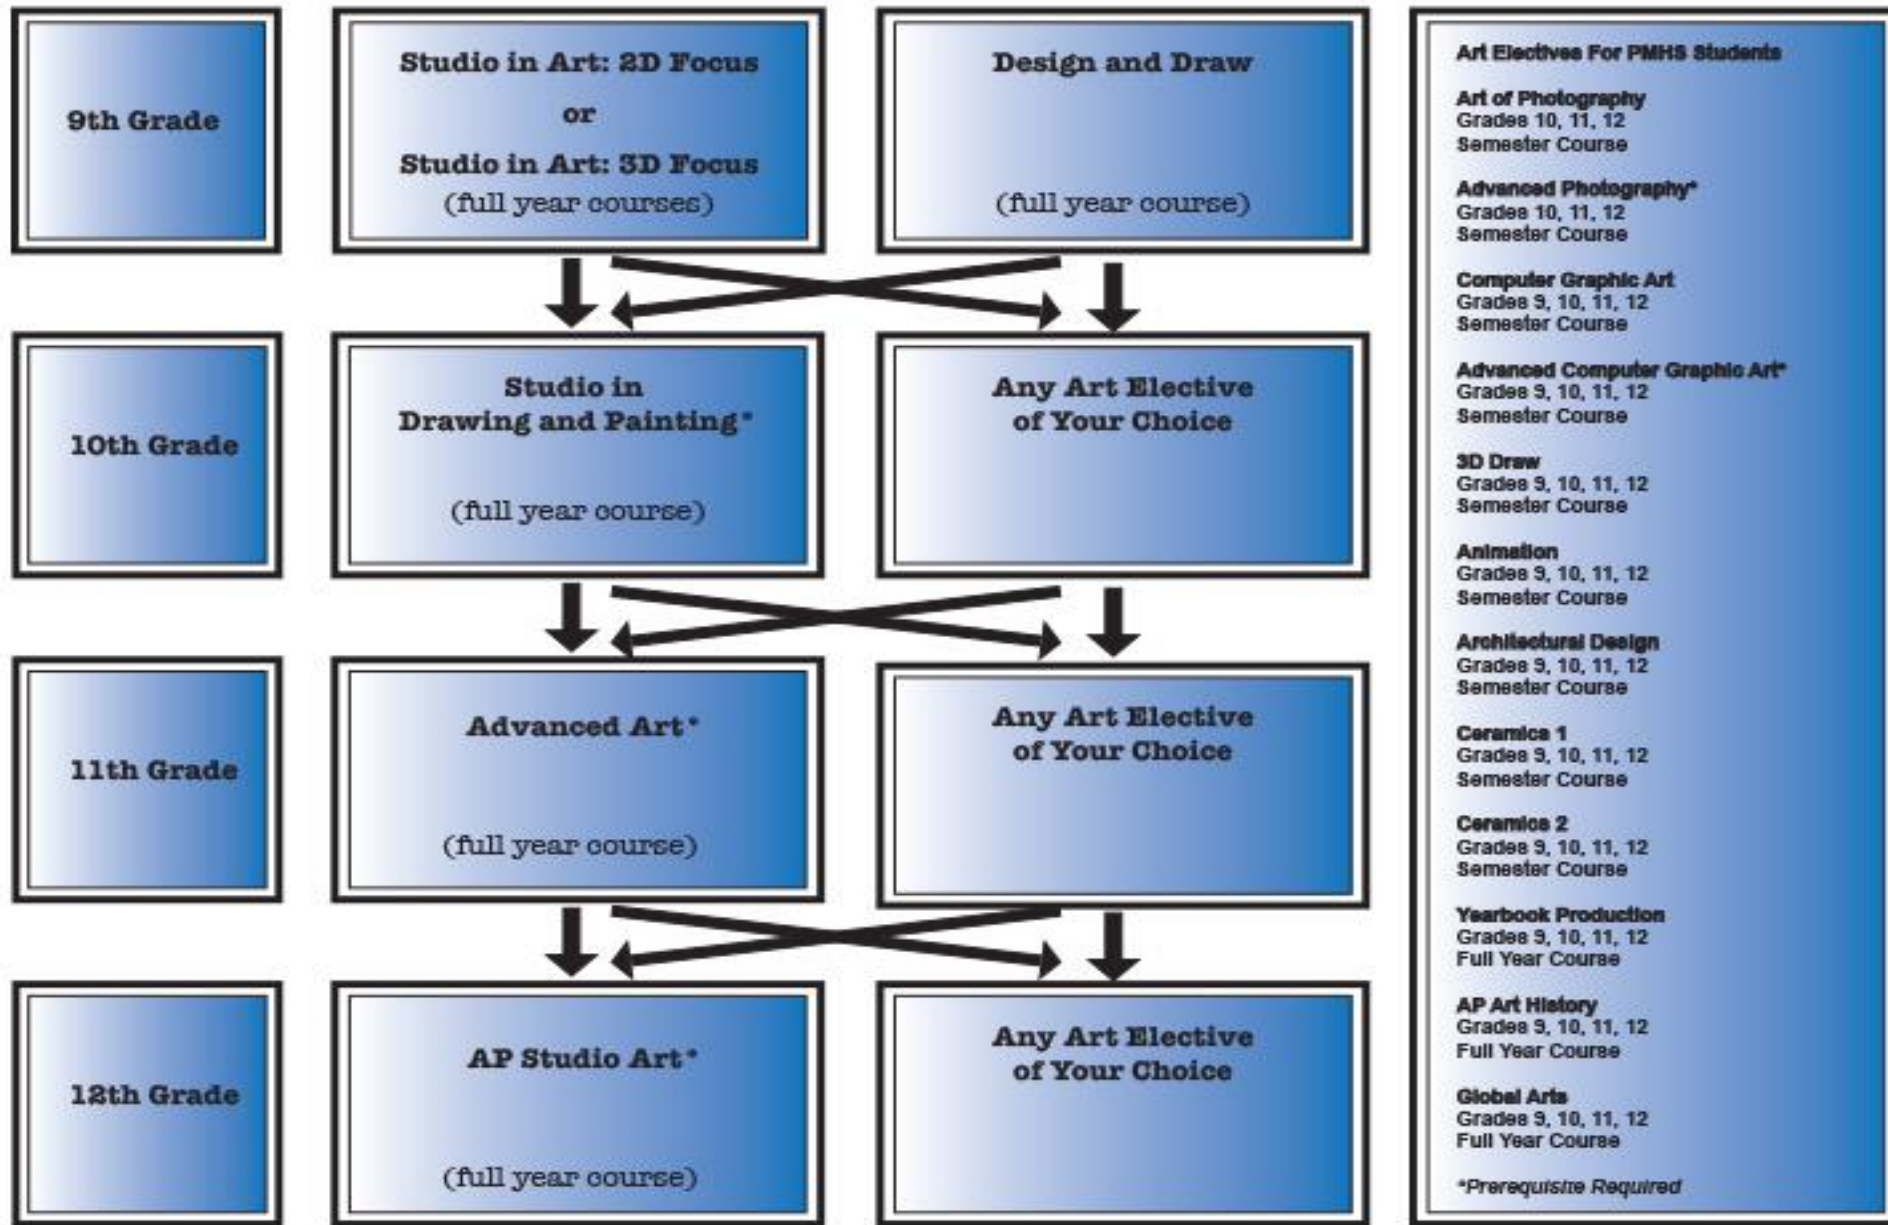 9th Grade
Studio in Art: 2D Focus
or
Studio in Art: 3D Focus
(full year courses)
Design and Draw
(full year course)
10th Grade
Studio in
Drawing and Painting*
(full year course)
Any Art Elective
of Your Choice
11th Grade
Advanced Art*
(full year course)
Any Art Elective
of Your Choice
12th Grade
AP Studio Art*
(full year course)
Any Art Elective
of Your Choice
Art Electives For PMHS Students
Art of Photography
Grades 10, 11, 12
Semester Course
Advanced Photography*
Grades 10, 11, 12
Semester Course
Computer Graphic Art
Grades 9, 10, 11, 12
Semester Course
Advanced Computer Graphic Art*
Grades 9, 10, 11, 12
Semester Course
3D Draw
Grades 9, 10, 11, 12
Semester Course
Animation
Grades 9, 10, 11, 12
Semester Course
Architectural Design
Grades 9, 10, 11, 12
Semester Course
Ceramics 1
Grades 9, 10, 11, 12
Semester Course
Ceramics 2
Grades 9, 10, 11, 12
Semester Course
Yearbook Production
Grades 9, 10, 11, 12
Full Year Course
AP Art History
Grades 9, 10, 11, 12
Full Year Course
Global Arts
Grades 9, 10, 11, 12
Full Year Course
*Prerequisite Required